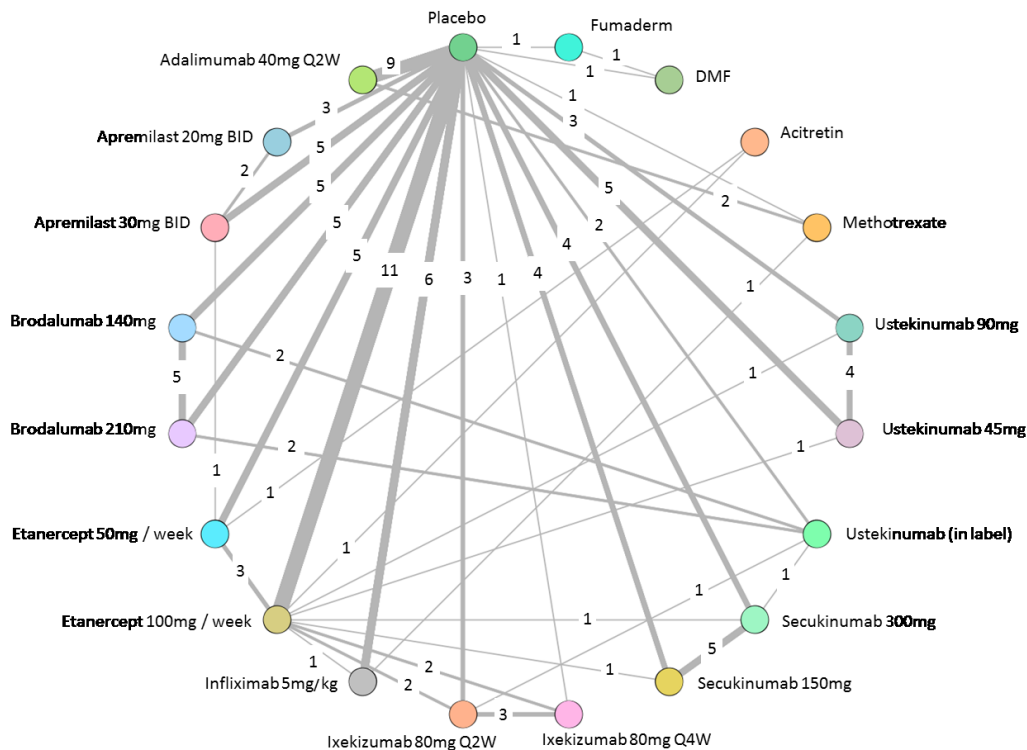 Placebo
Fumaderm
1
1
DMF
1
Adalimumab 40mg Q2W
9
1
3
3
Apremilast 20mg BID
Acitretin
5
2
5
5
2
Apremilast 30mg BID
5
2
Methotrexate
4
5
11
6
3
1
4
1
Brodalumab 140mg
Ustekinumab 90mg
2
5
1
4
Brodalumab 210mg
Ustekinumab 45mg
2
1
1
1
Etanercept 50mg / week
Ustekinumab (in label)
1
3
1
1
Etanercept 100mg / week
1
Secukinumab 300mg
5
1
2
1
Infliximab 5mg/kg
2
Secukinumab 150mg
3
Ixekizumab 80mg Q2W
Ixekizumab 80mg Q4W